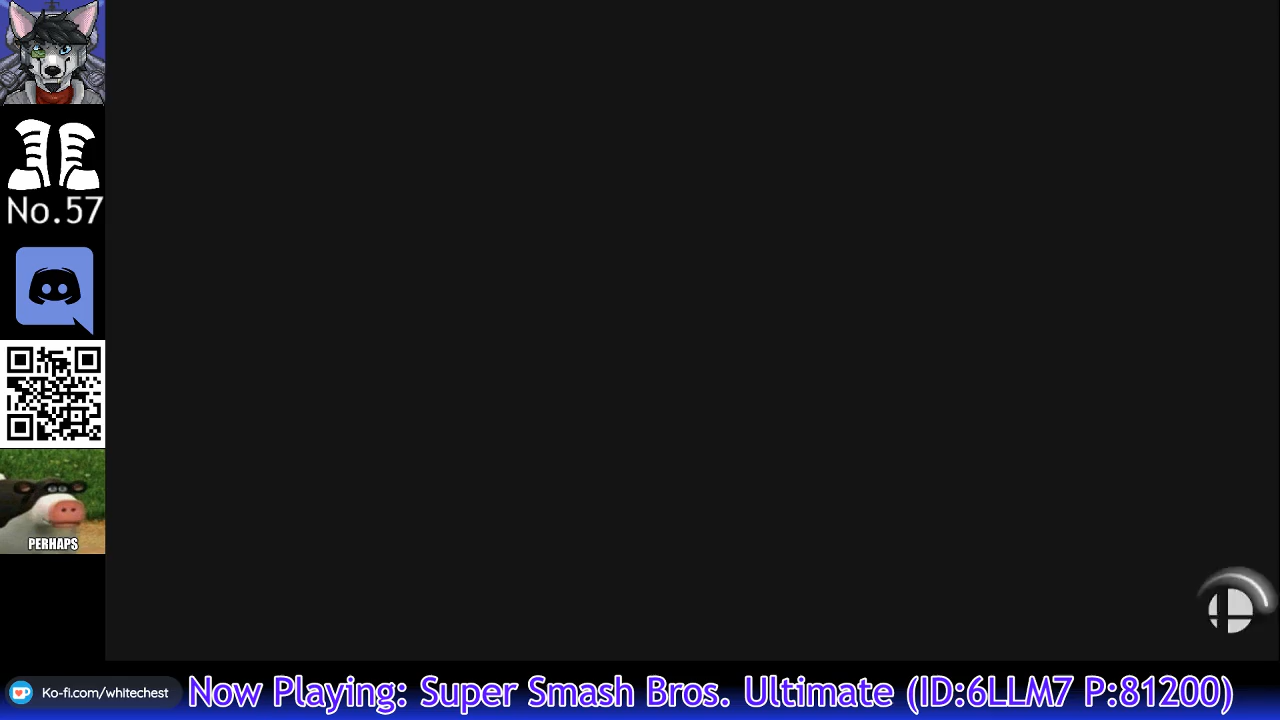 No.57
PERHAPS
Ko-fi.com/whitechest
Now Playing: Super Smash Bros. Ultimate (ID:6LLM7 P:81200)